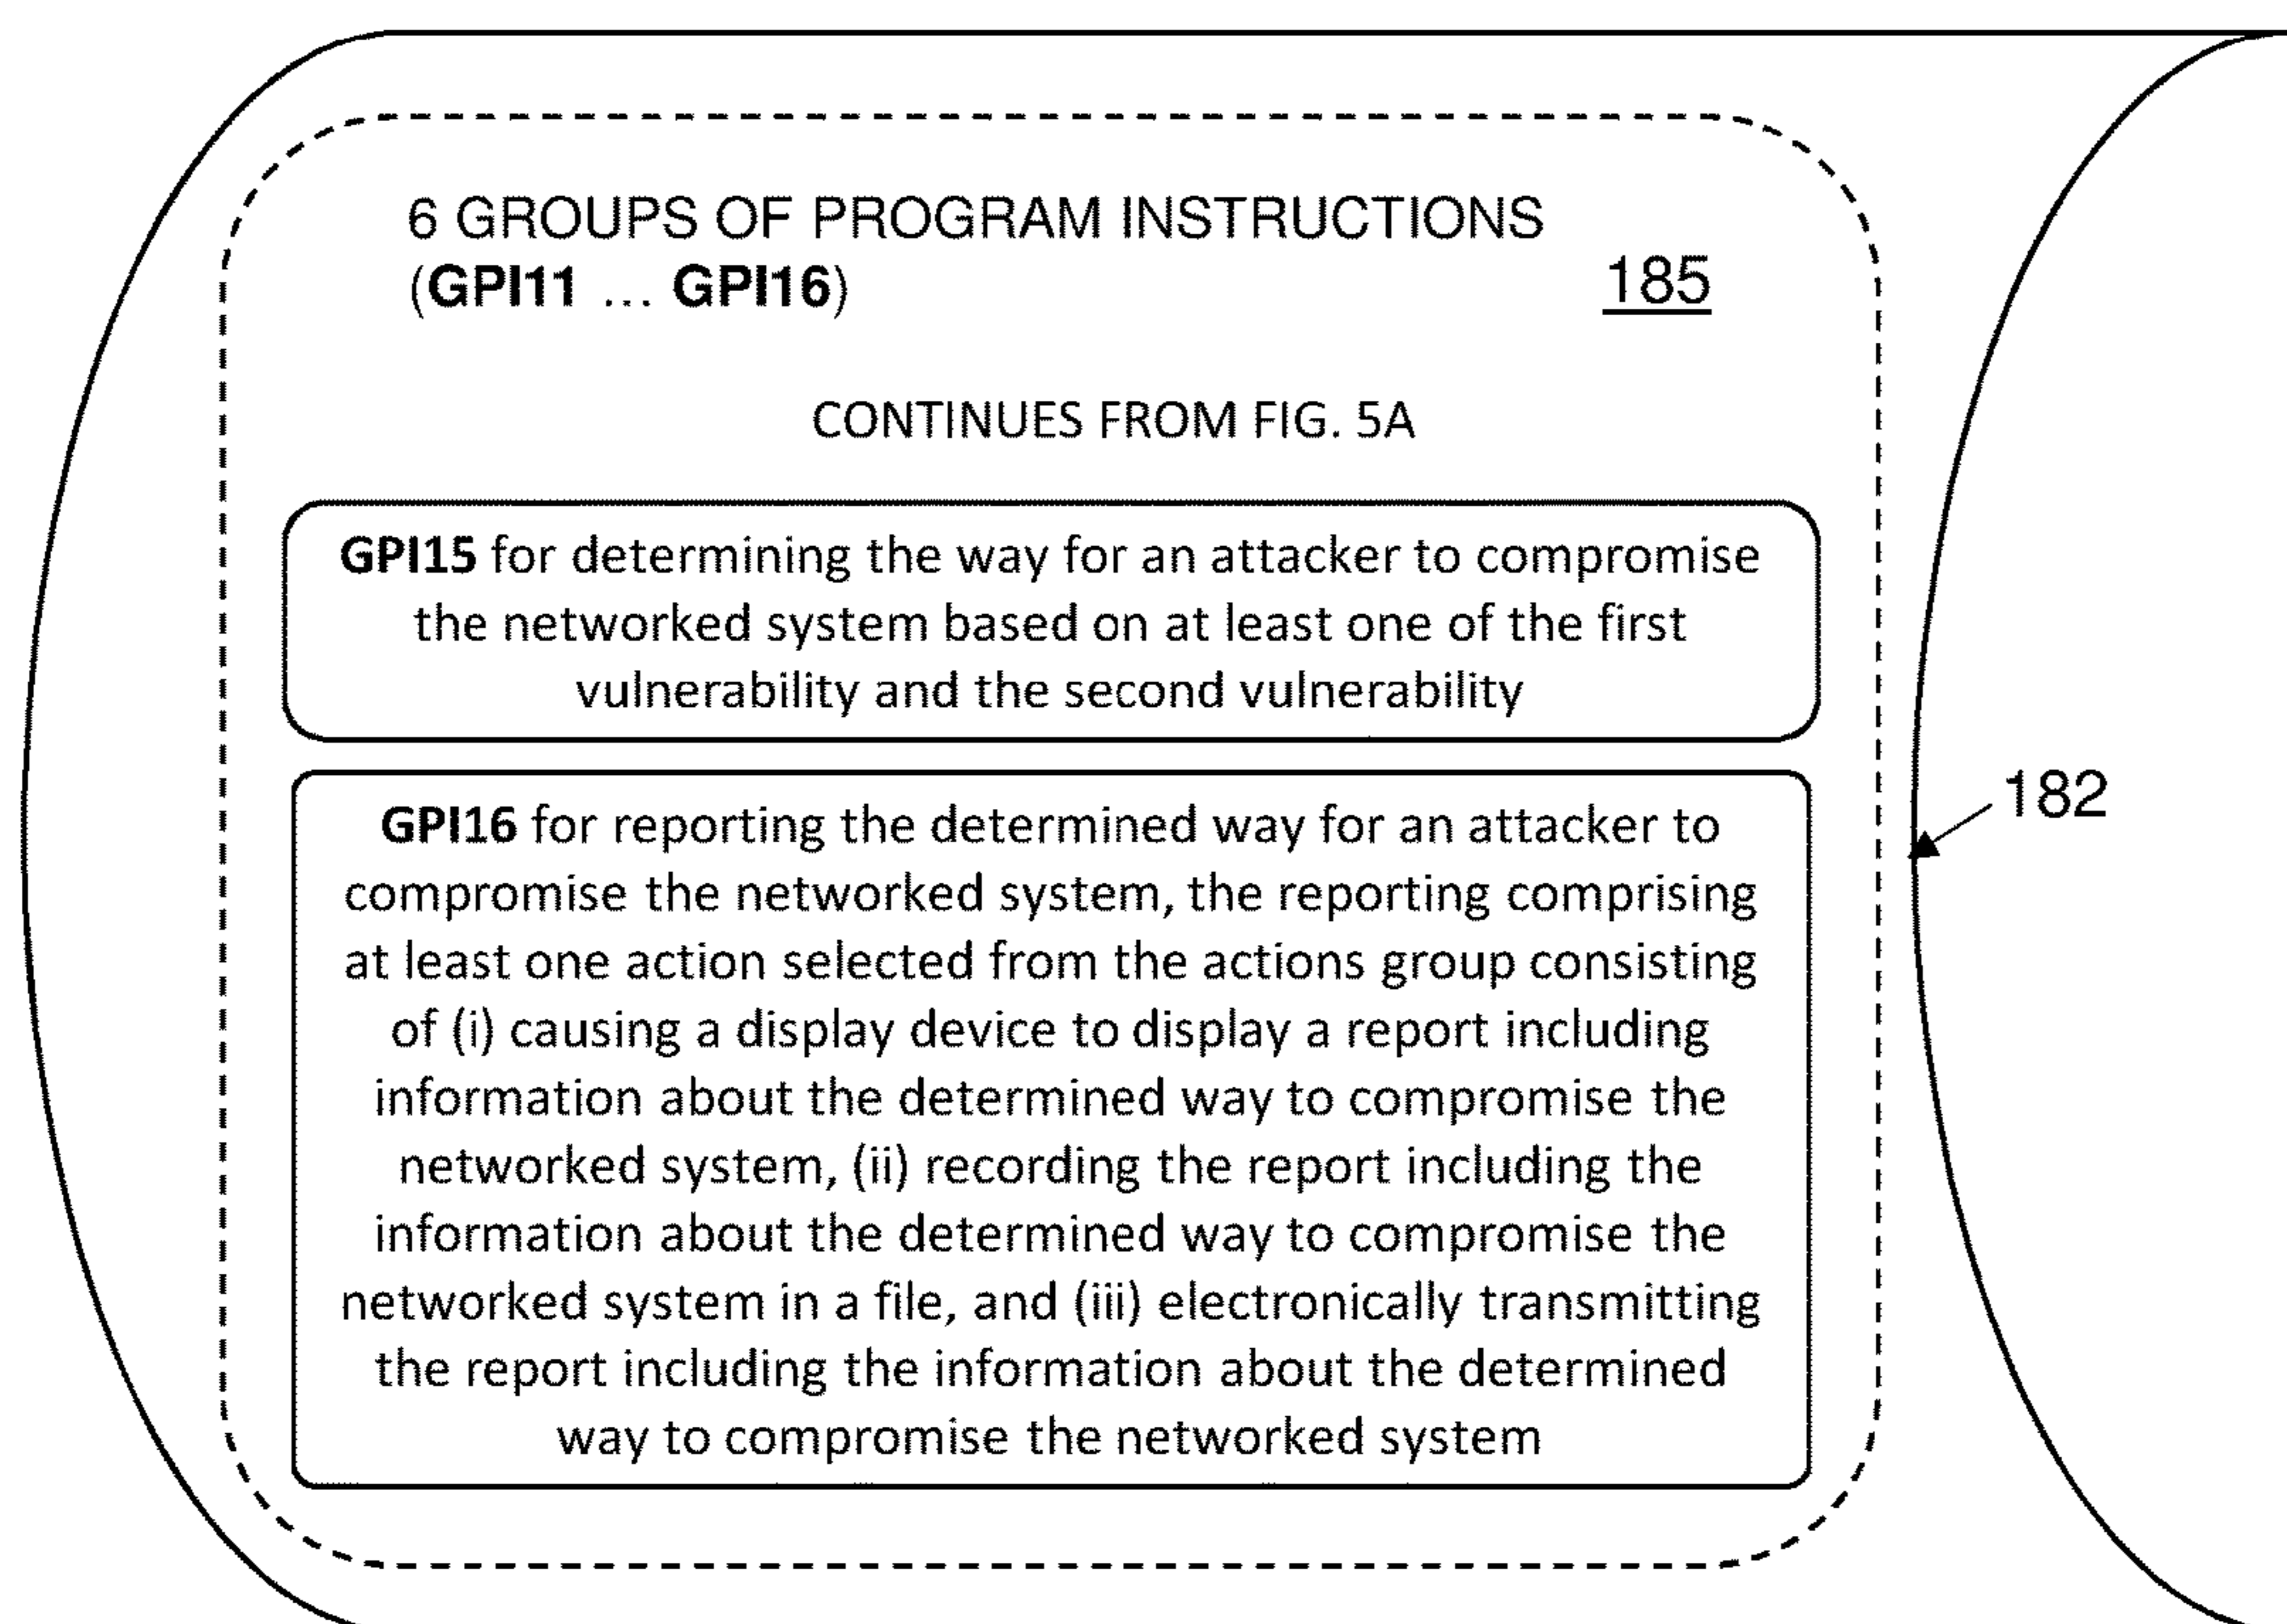 6 GROUPS OF PROGRAM INSTRUCTIONS
(GPI11 ... GPI16)
185
CONTINUES FROM FIG. 5A
GPI15 for determining the way for an attacker to compromise
the networked system based on at least one of the first
vulnerability and the second vulnerability
182
GPI16 for reporting the determined way for an attacker to
compromise the networked system, the reporting comprising
at least one action selected from the actions group consisting
of (i) causing a display device to display a report including
information about the determined way to compromise the
networked system, (ii) recording the report including the
information about the determined way to compromise the
networked system in a file, and (iii) electronically transmitting
the report including the information about the determined
way to compromise the networked system